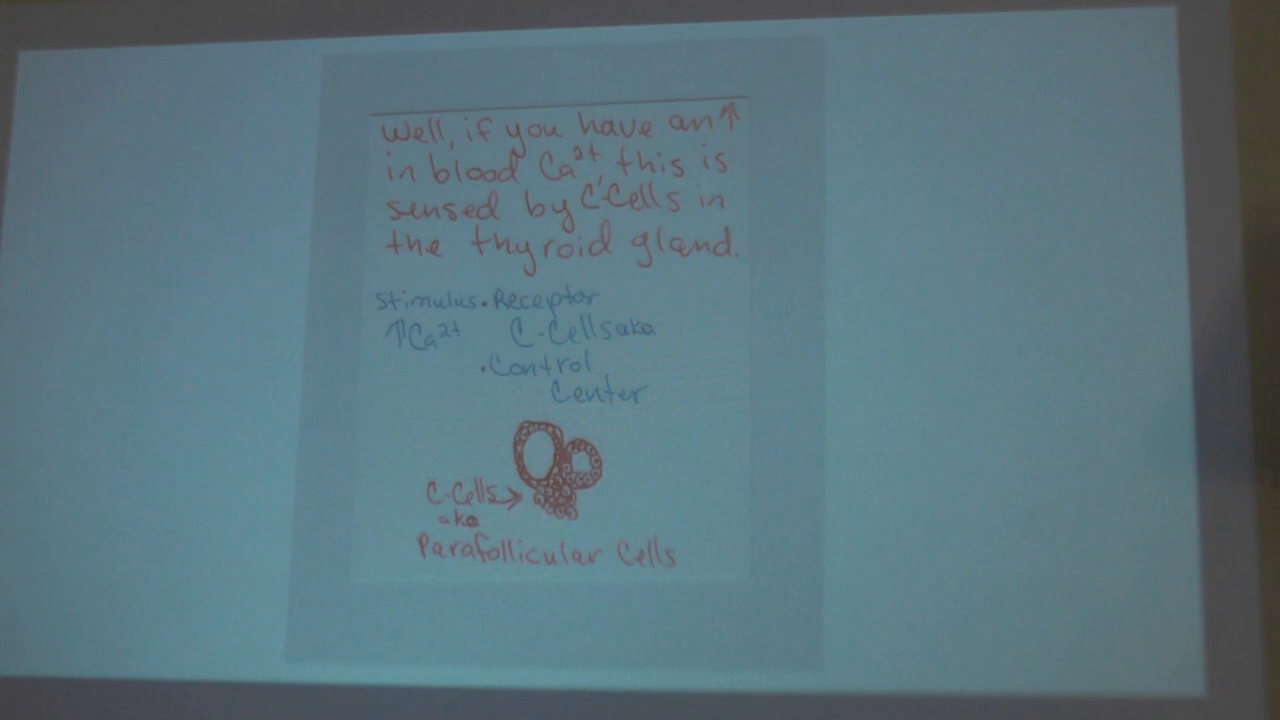 Well, if you have an ↑
in blood Ca²⁺, this is
sensed by C-Cells in
the thyroid gland.
Stimulus • Receptor
↑Ca²⁺ C-Cells aka
• Control
Center
C-Cells →
aka
Parafollicular Cells